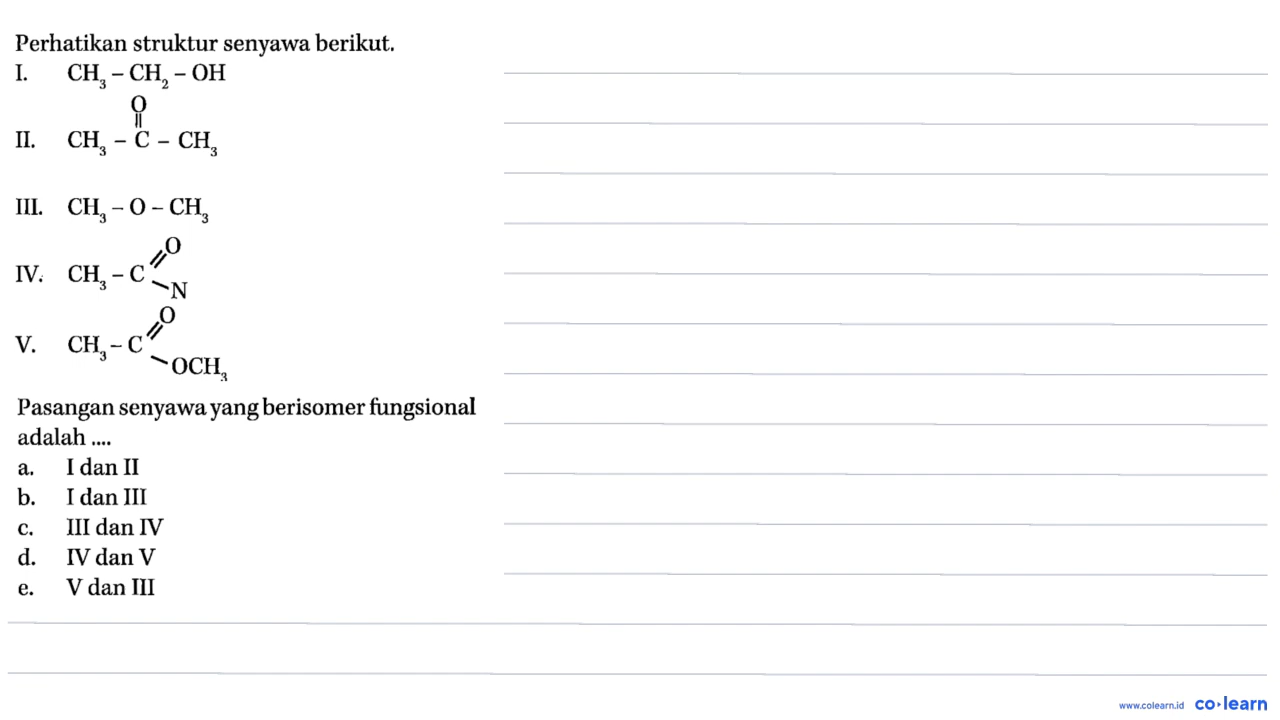 Perhatikan struktur senyawa berikut.
I. CH₃ – CH₂ – OH
O
||
II. CH₃ – C – CH₃
III. CH₃ – O – CH₃
O
IV. CH₃ – C
N
O
V. CH₃ – C
OCH₃
Pasangan senyawa yang berisomer fungsional
adalah ....
a. I dan II
b. I dan III
c. III dan IV
d. IV dan V
e. V dan III
www.colearn.id co·learn